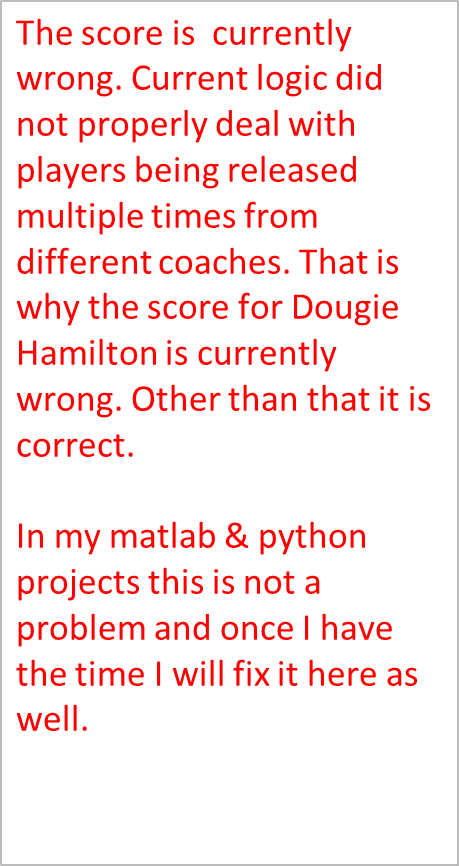 The score is  currently
wrong. Current logic did
not properly deal with
players being released
multiple times from
different coaches. That is
why the score for Dougie
Hamilton is currently
wrong. Other than that it is
correct.

In my matlab & python
projects this is not a
problem and once I have
the time I will fix it here as
well.